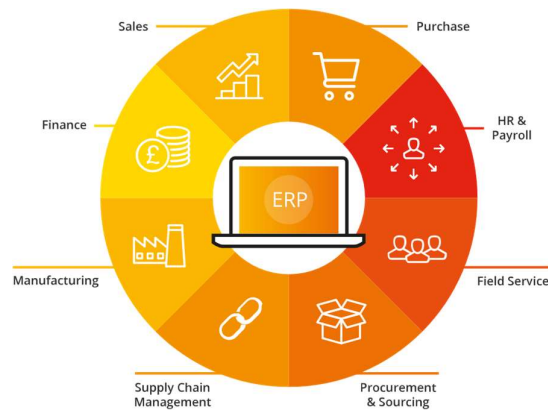 Sales
Purchase
Finance
HR &
Payroll
£
ERP
Manufacturing
Field Service
Supply Chain
Management
Procurement
& Sourcing